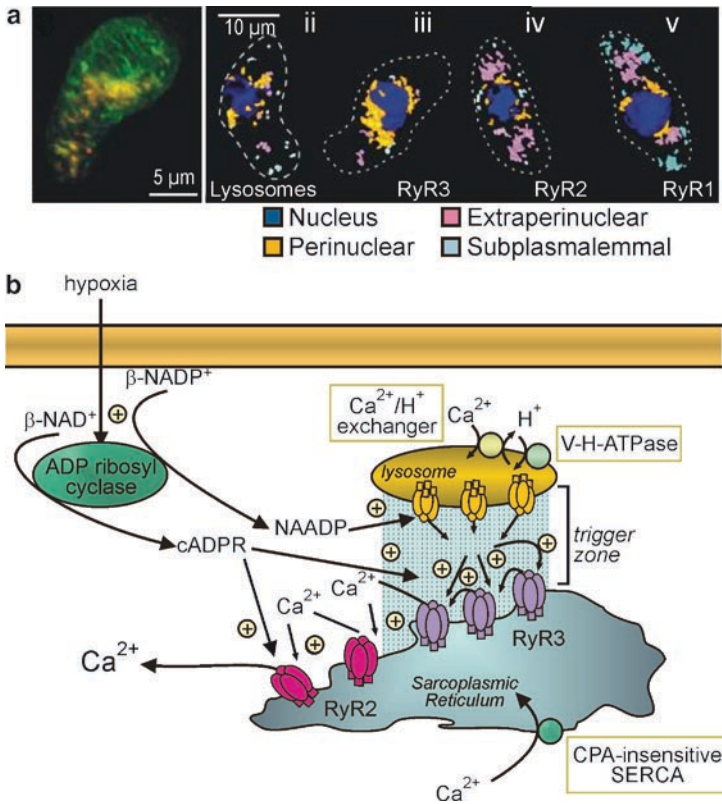 a
10 µm
ii
iii
iv
v
5 µm
Lysosomes
RyR3
RyR2
RyR1
Nucleus
Extraperinuclear
Perinuclear
Subplasmalemmal
b
hypoxia
β-NADP⁺
β-NAD⁺
+
ADP ribosyl
cyclase
Ca²⁺/H⁺
exchanger
Ca²⁺
H⁺
V-H-ATPase
lysosome
+
NAADP
cADPR
+
+
+
+
trigger
zone
Ca²⁺
Ca²⁺
+
+
+
Ca²⁺
RyR3
RyR2
Sarcoplasmic
Reticulum
CPA-insensitive
SERCA
Ca²⁺